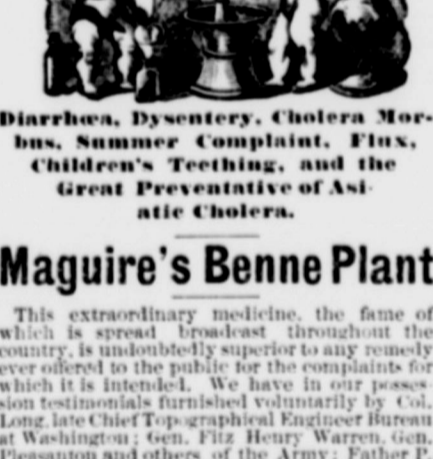 Diarrhœa, Dysentery, Cholera Mor-
bus, Summer Complaint, Flux,
Children's Teething, and the
Great Preventative of Asi-
atic Cholera.
Maguire's Benne Plant
This extraordinary medicine, the fame of
which is spread broadcast throughout the
country, is undoubtedly superior to any remedy
ever offered to the public for the complaints for
which it is intended. We have in our posses-
sion testimonials furnished voluntarily by Col.
Long, late Chief Topographical Engineer Bureau
at Washington; Gen. Fitz Henry Warren, Gen.
Pleasanton and others of the Army; Father P.